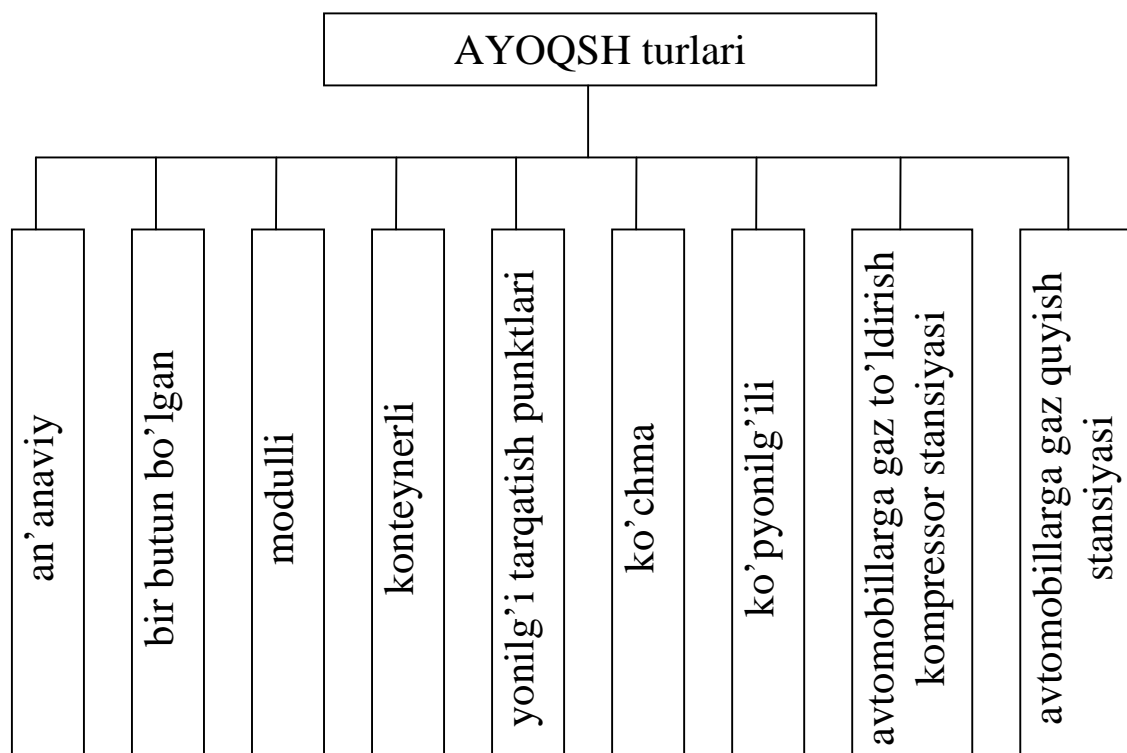 AYOQSH turlari
an’anaviy
bir butun bo’lgan
modulli
konteynerli
yonilg’i tarqatish punktlari
ko’chma
ko’pyonilg’ili
avtomobillarga gaz to’ldirish
kompressor stansiyasi
avtomobillarga gaz quyish
stansiyasi